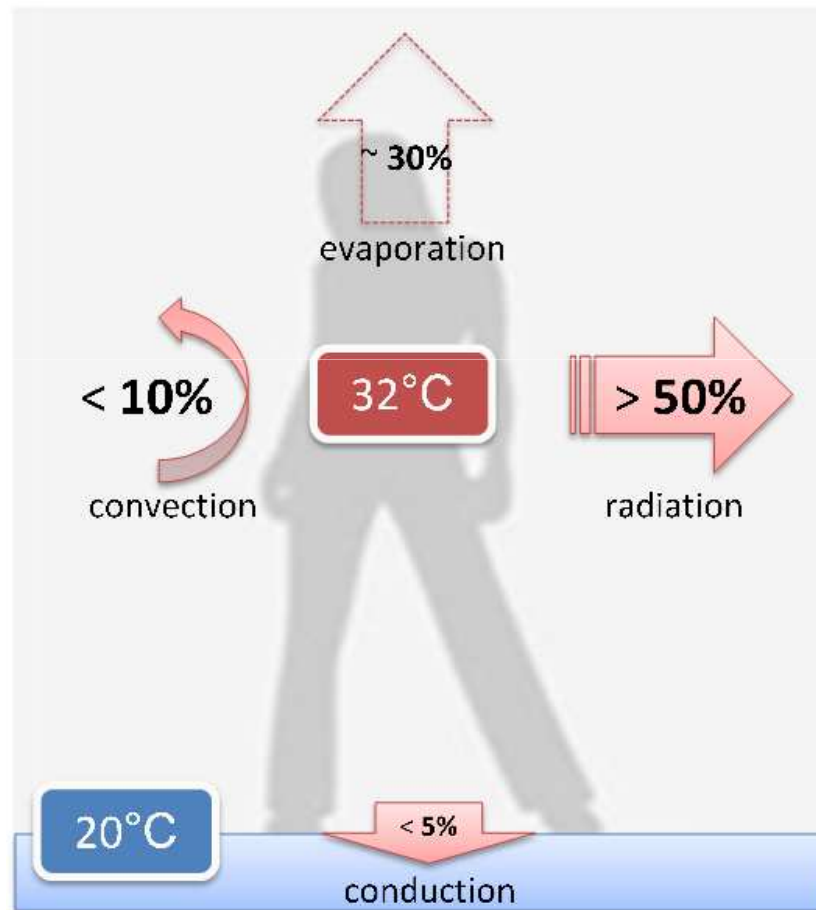 ~ 30%
evaporation
< 10%
convection
32°C
> 50%
radiation
20°C
< 5%
conduction